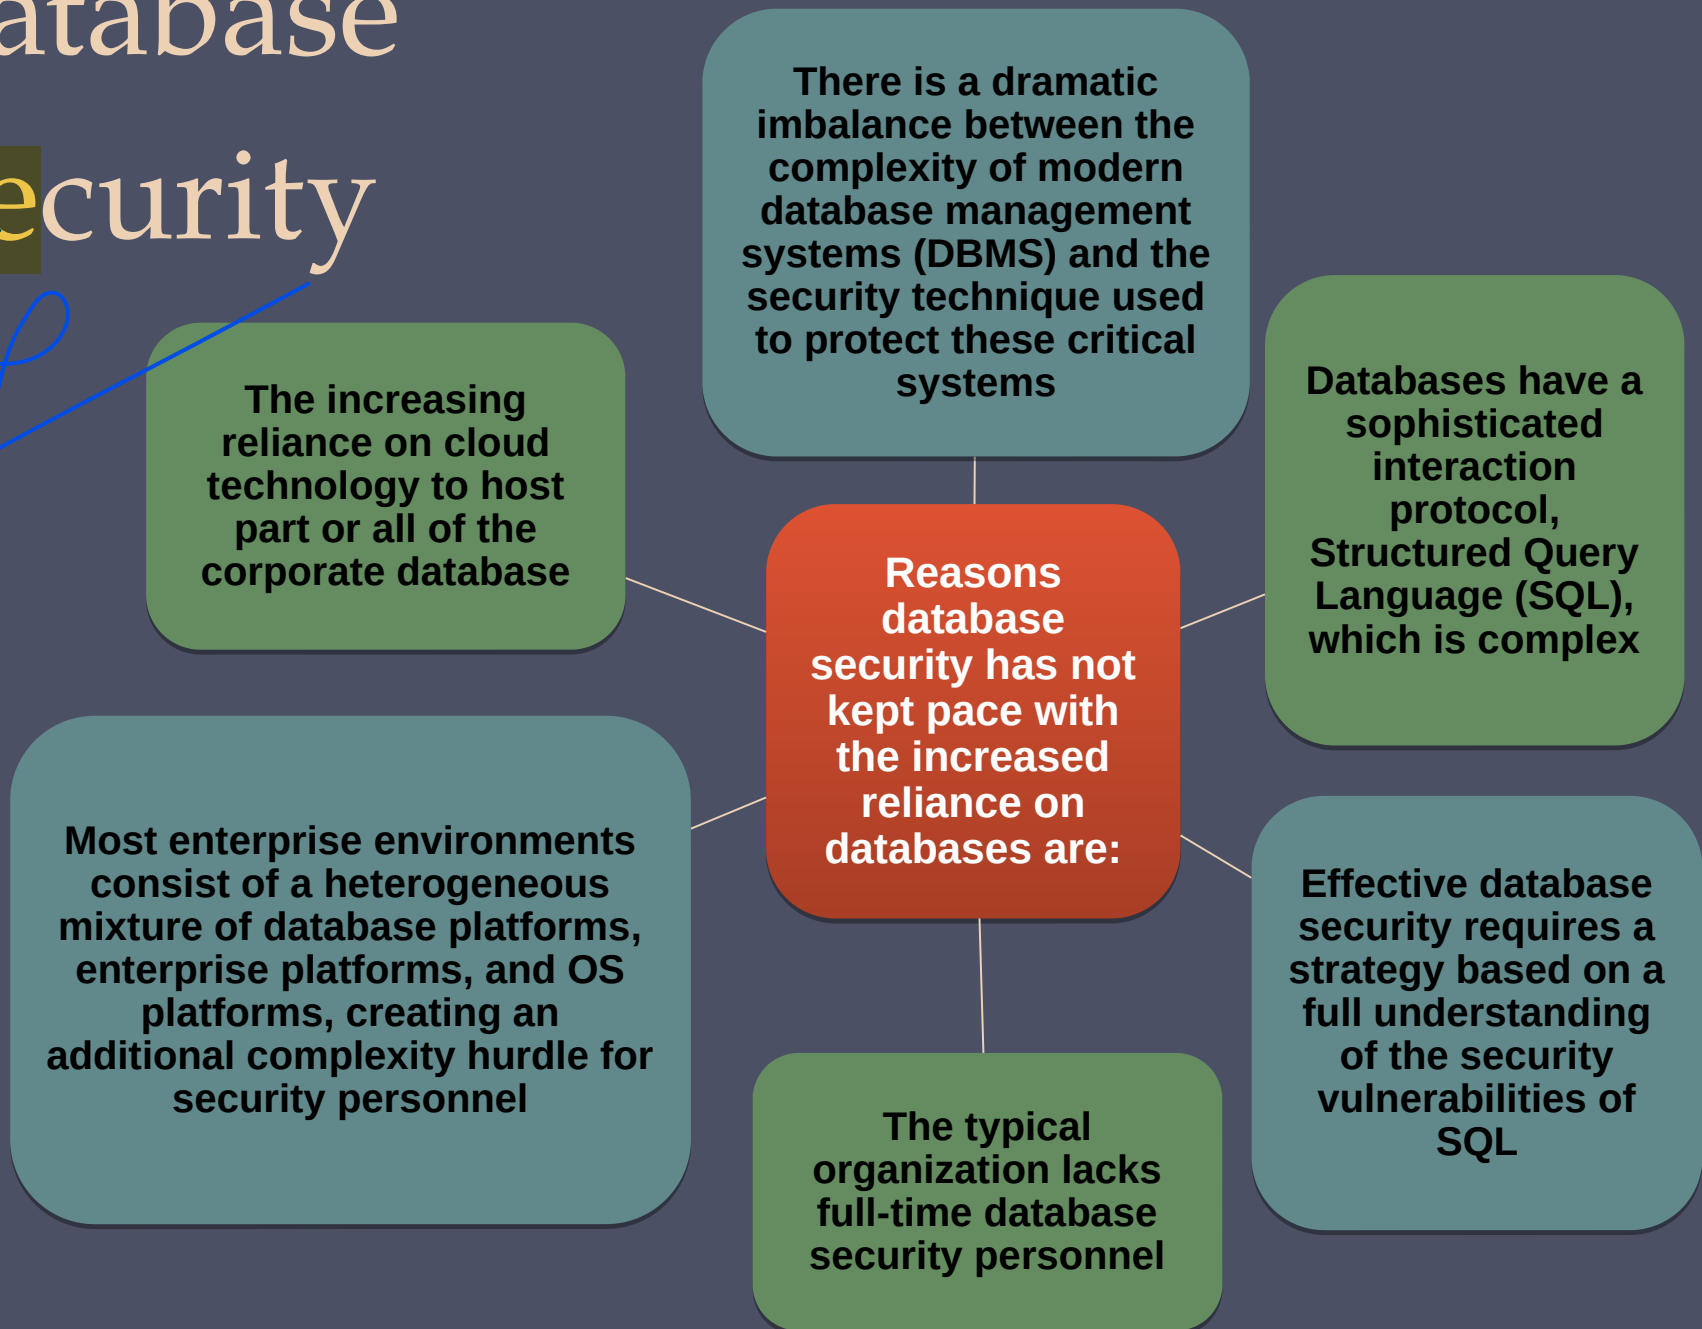 atabase
ecurity
There is a dramatic
imbalance between the
complexity of modern
database management
systems (DBMS) and the
security technique used
to protect these critical
systems
Databases have a
sophisticated
interaction
protocol,
Structured Query
Language (SQL),
which is complex
Effective database
security requires a
strategy based on a
full understanding
of the security
vulnerabilities of
SQL
The typical
organization lacks
full-time database
security personnel
Most enterprise environments
consist of a heterogeneous
mixture of database platforms,
enterprise platforms, and OS
platforms, creating an
additional complexity hurdle for
security personnel
The increasing
reliance on cloud
technology to host
part or all of the
corporate database
Reasons
database
security has not
kept pace with
the increased
reliance on
databases are: